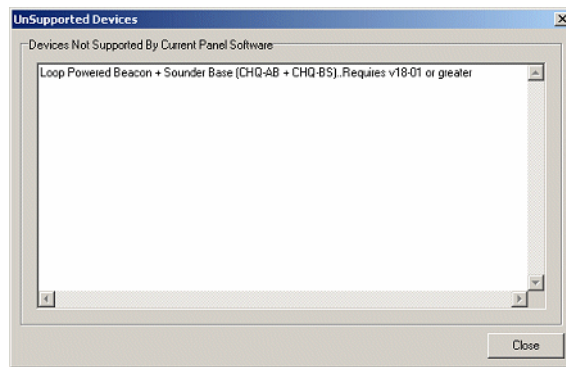 UnSupported Devices
Devices Not Supported By Current Panel Software
Loop Powered Beacon + Sounder Base (CHQ-AB + CHQ-BS)..Requires v18-01 or greater
Close